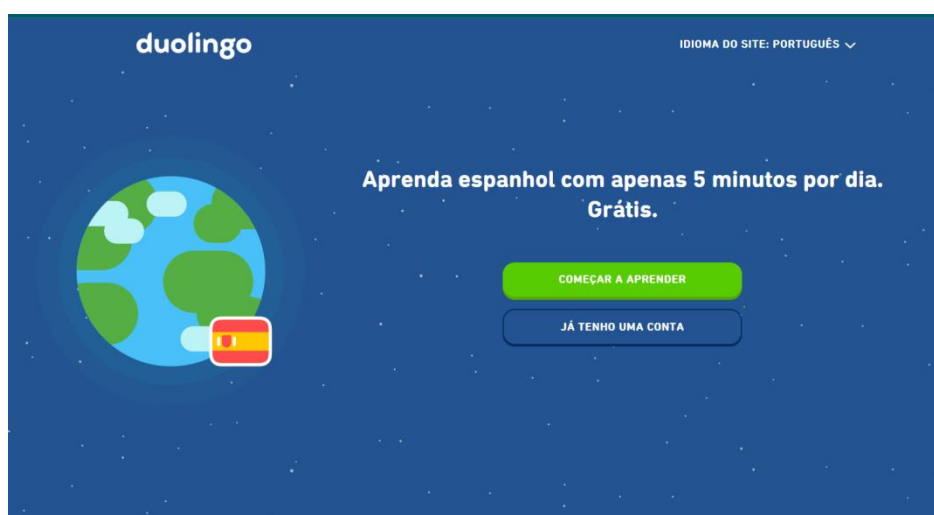 duolingo
IDIOMA DO SITE: PORTUGUÊS
Aprenda espanhol com apenas 5 minutos por dia.
Grátis.
COMEÇAR A APRENDER
JÁ TENHO UMA CONTA